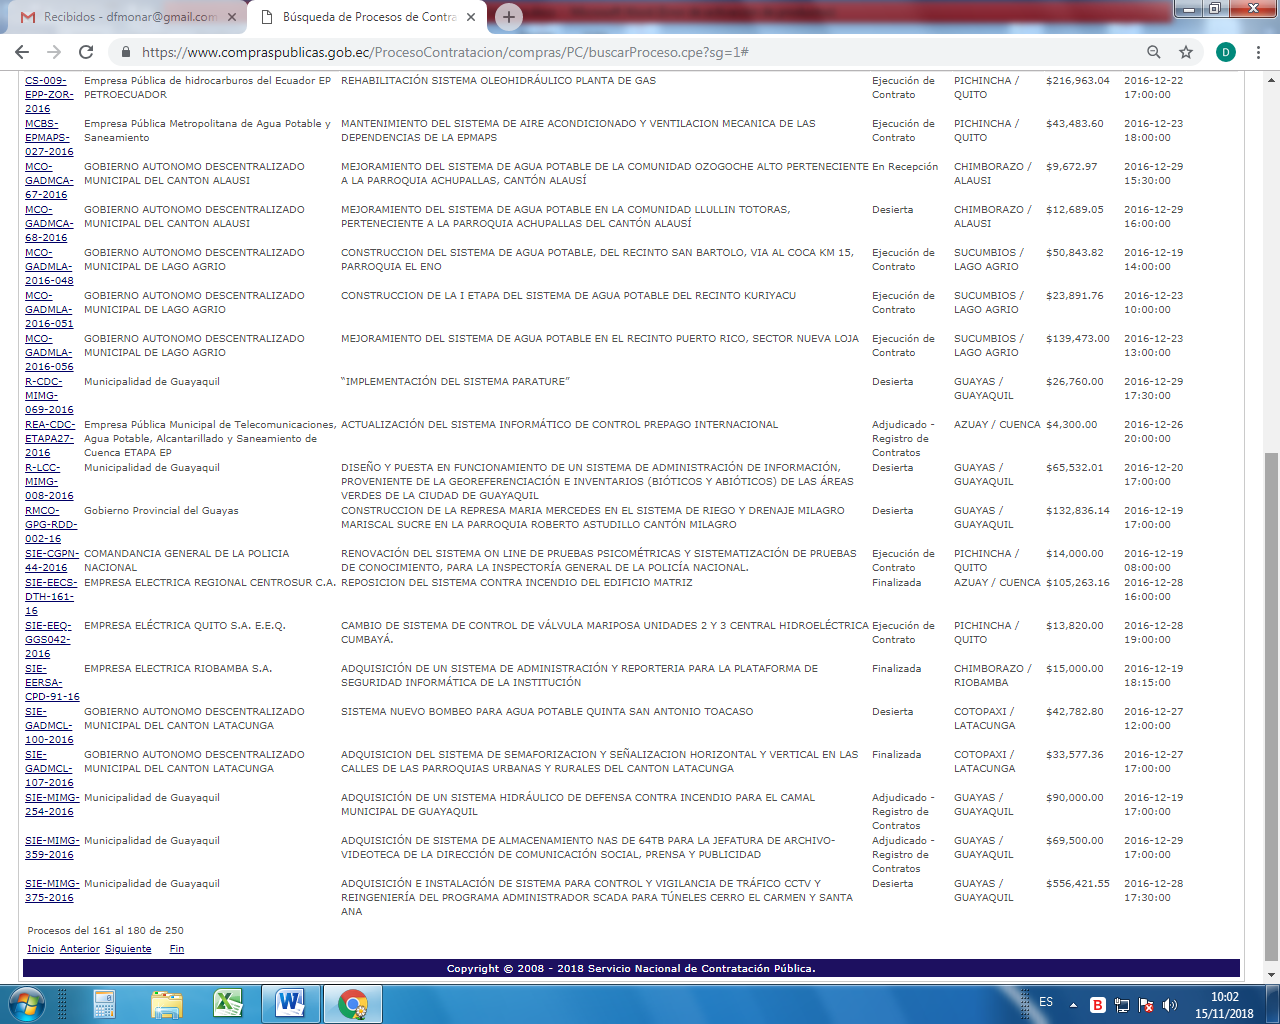 Recibidos - dfmonar@gmail.com
Búsqueda de Procesos de Contra
https://www.compraspublicas.gob.ec/ProcesoContratacion/compras/PC/buscarProceso.cpe?sg=1#
D
CS-009- Empresa Pública de hidrocarburos del Ecuador EP REHABILITACIÓN SISTEMA OLEOHIDRÁULICO PLANTA DE GAS Ejecución de PICHINCHA / $216,963.04 2016-12-22
EPP-ZOR- PETROECUADOR Contrato QUITO 17:00:00
2016
MCBS- Empresa Pública Metropolitana de Agua Potable y MANTENIMIENTO DEL SISTEMA DE AIRE ACONDICIONADO Y VENTILACION MECANICA DE LAS Ejecución de PICHINCHA / $43,483.60 2016-12-23
EPMAPS- Saneamiento DEPENDENCIAS DE LA EPMAPS Contrato QUITO 18:00:00
027-2016
MCO- GOBIERNO AUTONOMO DESCENTRALIZADO MEJORAMIENTO DEL SISTEMA DE AGUA POTABLE DE LA COMUNIDAD OZOGOCHE ALTO PERTENECIENTE En Recepción CHIMBORAZO / $9,672.97 2016-12-29
GADMCA- MUNICIPAL DEL CANTON ALAUSI A LA PARROQUIA ACHUPALLAS, CANTÓN ALAUSÍ ALAUSI 15:30:00
67-2016
MCO- GOBIERNO AUTONOMO DESCENTRALIZADO MEJORAMIENTO DEL SISTEMA DE AGUA POTABLE EN LA COMUNIDAD LLULLIN TOTORAS, Desierta CHIMBORAZO / $12,689.05 2016-12-29
GADMCA- MUNICIPAL DEL CANTON ALAUSI PERTENECIENTE A LA PARROQUIA ACHUPALLAS DEL CANTÓN ALAUSÍ ALAUSI 16:00:00
68-2016
MCO- GOBIERNO AUTONOMO DESCENTRALIZADO CONSTRUCCION DEL SISTEMA DE AGUA POTABLE, DEL RECINTO SAN BARTOLO, VIA AL COCA KM 15, Ejecución de SUCUMBIOS / $50,843.82 2016-12-19
GADMLA- MUNICIPAL DE LAGO AGRIO PARROQUIA EL ENO Contrato LAGO AGRIO 14:00:00
2016-048
MCO- GOBIERNO AUTONOMO DESCENTRALIZADO CONSTRUCCION DE LA I ETAPA DEL SISTEMA DE AGUA POTABLE DEL RECINTO KURIYACU Ejecución de SUCUMBIOS / $23,891.76 2016-12-23
GADMLA- MUNICIPAL DE LAGO AGRIO Contrato LAGO AGRIO 10:00:00
2016-051
MCO- GOBIERNO AUTONOMO DESCENTRALIZADO MEJORAMIENTO DEL SISTEMA DE AGUA POTABLE EN EL RECINTO PUERTO RICO, SECTOR NUEVA LOJA Ejecución de SUCUMBIOS / $139,473.00 2016-12-23
GADMLA- MUNICIPAL DE LAGO AGRIO Contrato LAGO AGRIO 13:00:00
2016-056
R-CDC- Municipalidad de Guayaquil “IMPLEMENTACIÓN DEL SISTEMA PARATURE” Desierta GUAYAS / $26,760.00 2016-12-29
MIMG- GUAYAQUIL 17:30:00
069-2016
REA-CDC- Empresa Pública Municipal de Telecomunicaciones, ACTUALIZACIÓN DEL SISTEMA INFORMÁTICO DE CONTROL PREPAGO INTERNACIONAL Adjudicado - AZUAY / CUENCA $4,300.00 2016-12-26
ETAPA27- Agua Potable, Alcantarillado y Saneamiento de Registro de 20:00:00
2016 Cuenca ETAPA EP Contratos
R-LCC- Municipalidad de Guayaquil DISEÑO Y PUESTA EN FUNCIONAMIENTO DE UN SISTEMA DE ADMINISTRACIÓN DE INFORMACIÓN, Desierta GUAYAS / $65,532.01 2016-12-20
MIMG- PROVENIENTE DE LA GEOREFERENCIACIÓN E INVENTARIOS (BIÓTICOS Y ABIÓTICOS) DE LAS ÁREAS GUAYAQUIL 17:00:00
008-2016 VERDES DE LA CIUDAD DE GUAYAQUIL
RMCO- Gobierno Provincial del Guayas CONSTRUCCION DE LA REPRESA MARIA MERCEDES EN EL SISTEMA DE RIEGO Y DRENAJE MILAGRO Desierta GUAYAS / $132,836.14 2016-12-19
GPG-RDD- MARISCAL SUCRE EN LA PARROQUIA ROBERTO ASTUDILLO CANTÓN MILAGRO GUAYAQUIL 17:00:00
002-16
SIE-CGPN- COMANDANCIA GENERAL DE LA POLICIA RENOVACIÓN DEL SISTEMA ON LINE DE PRUEBAS PSICOMÉTRICAS Y SISTEMATIZACIÓN DE PRUEBAS Ejecución de PICHINCHA / $14,000.00 2016-12-19
44-2016 NACIONAL DE CONOCIMIENTO, PARA LA INSPECTORÍA GENERAL DE LA POLICÍA NACIONAL. Contrato QUITO 08:00:00
SIE-EECS- EMPRESA ELECTRICA REGIONAL CENTROSUR C.A. REPOSICION DEL SISTEMA CONTRA INCENDIO DEL EDIFICIO MATRIZ Finalizada AZUAY / CUENCA $105,263.16 2016-12-28
DTH-161- 16:00:00
16
SIE-EEQ- EMPRESA ELÉCTRICA QUITO S.A. E.E.Q. CAMBIO DE SISTEMA DE CONTROL DE VÁLVULA MARIPOSA UNIDADES 2 Y 3 CENTRAL HIDROELÉCTRICA Ejecución de PICHINCHA / $13,820.00 2016-12-28
GGS042- CUMBAYÁ. Contrato QUITO 19:00:00
2016
SIE- EMPRESA ELECTRICA RIOBAMBA S.A. ADQUISICIÓN DE UN SISTEMA DE ADMINISTRACIÓN Y REPORTERIA PARA LA PLATAFORMA DE Finalizada CHIMBORAZO / $15,000.00 2016-12-19
EERSA- SEGURIDAD INFORMÁTICA DE LA INSTITUCIÓN RIOBAMBA 18:15:00
CPD-91-16
SIE- GOBIERNO AUTONOMO DESCENTRALIZADO SISTEMA NUEVO BOMBEO PARA AGUA POTABLE QUINTA SAN ANTONIO TOACASO Desierta COTOPAXI / $42,782.80 2016-12-27
GADMCL- MUNICIPAL DEL CANTON LATACUNGA LATACUNGA 12:00:00
100-2016
SIE- GOBIERNO AUTONOMO DESCENTRALIZADO ADQUISICION DEL SISTEMA DE SEMAFORIZACION Y SEÑALIZACION HORIZONTAL Y VERTICAL EN LAS Finalizada COTOPAXI / $33,577.36 2016-12-27
GADMCL- MUNICIPAL DEL CANTON LATACUNGA CALLES DE LAS PARROQUIAS URBANAS Y RURALES DEL CANTON LATACUNGA LATACUNGA 17:00:00
107-2016
SIE-MIMG- Municipalidad de Guayaquil ADQUISICIÓN DE UN SISTEMA HIDRÁULICO DE DEFENSA CONTRA INCENDIO PARA EL CAMAL Adjudicado - GUAYAS / $90,000.00 2016-12-19
254-2016 MUNICIPAL DE GUAYAQUIL Registro de GUAYAQUIL 17:00:00
Contratos
SIE-MIMG- Municipalidad de Guayaquil ADQUISICIÓN DE SISTEMA DE ALMACENAMIENTO NAS DE 64TB PARA LA JEFATURA DE ARCHIVO- Adjudicado - GUAYAS / $69,500.00 2016-12-29
359-2016 VIDEOTECA DE LA DIRECCIÓN DE COMUNICACIÓN SOCIAL, PRENSA Y PUBLICIDAD Registro de GUAYAQUIL 17:00:00
Contratos
SIE-MIMG- Municipalidad de Guayaquil ADQUISICIÓN E INSTALACIÓN DE SISTEMA PARA CONTROL Y VIGILANCIA DE TRÁFICO CCTV Y Desierta GUAYAS / $556,421.55 2016-12-28
375-2016 REINGENIERÍA DEL PROGRAMA ADMINISTRADOR SCADA PARA TÚNELES CERRO EL CARMEN Y SANTA GUAYAQUIL 17:30:00
ANA
Procesos del 161 al 180 de 250
Inicio Anterior Siguiente Fin
Copyright © 2008 - 2018 Servicio Nacional de Contratación Pública.
ES
B
10:02
15/11/2018